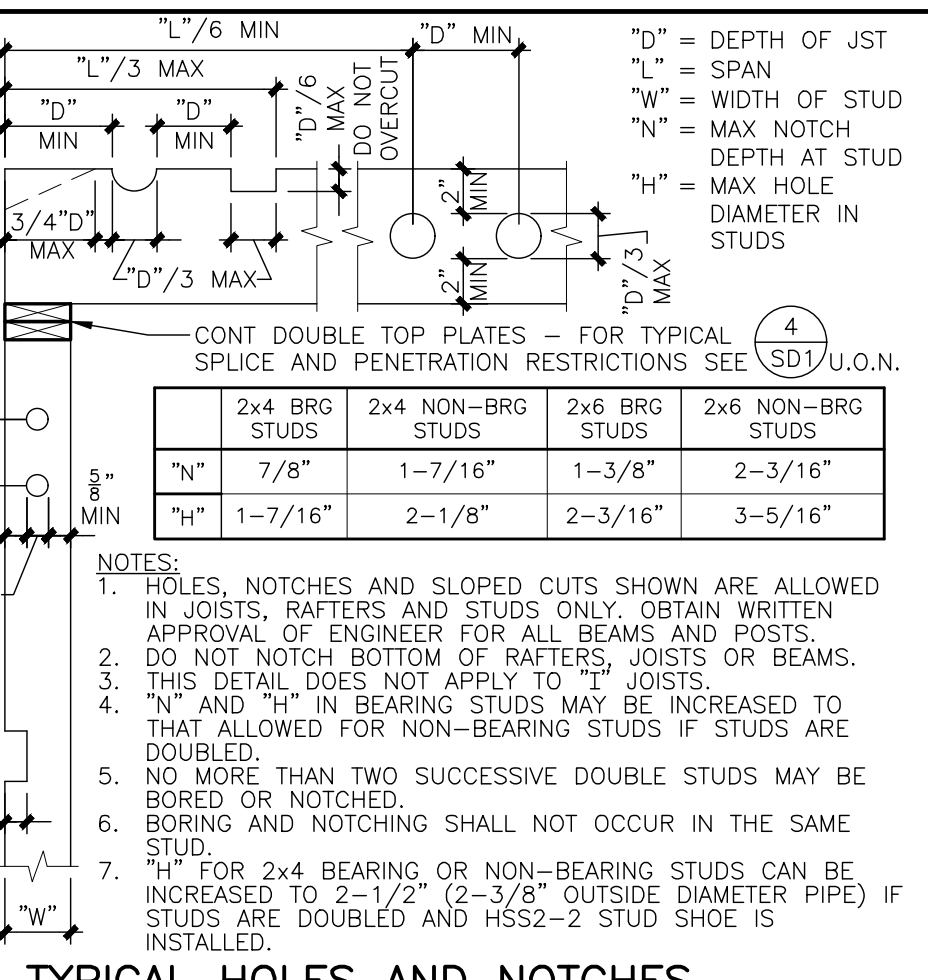 "L"/6 MIN
"D" MIN
"L"/3 MAX
"D"
MIN
"D"
MIN
"D"/6
MAX
DO NOT
OVERCUT
"D" = DEPTH OF JST
"L" = SPAN
"W" = WIDTH OF STUD
"N" = MAX NOTCH
DEPTH AT STUD
"H" = MAX HOLE
DIAMETER IN
STUDS
3/4"D"
MAX
"D"/3 MAX
2"
MIN
2"
MIN
"D"/3
MAX
CONT DOUBLE TOP PLATES – FOR TYPICAL
SPLICE AND PENETRATION RESTRICTIONS SEE
4
SD1
U.O.N.
2x4 BRG
STUDS
2x4 NON–BRG
STUDS
2x6 BRG
STUDS
2x6 NON–BRG
STUDS
"N" 7/8" 1–7/16" 1–3/8" 2–3/16"
"H" 1–7/16" 2–1/8" 2–3/16" 3–5/16"
5/8"
MIN
NOTES:
1. HOLES, NOTCHES AND SLOPED CUTS SHOWN ARE ALLOWED
IN JOISTS, RAFTERS AND STUDS ONLY. OBTAIN WRITTEN
APPROVAL OF ENGINEER FOR ALL BEAMS AND POSTS.
2. DO NOT NOTCH BOTTOM OF RAFTERS, JOISTS OR BEAMS.
3. THIS DETAIL DOES NOT APPLY TO "I" JOISTS.
4. "N" AND "H" IN BEARING STUDS MAY BE INCREASED TO
THAT ALLOWED FOR NON–BEARING STUDS IF STUDS ARE
DOUBLED.
5. NO MORE THAN TWO SUCCESSIVE DOUBLE STUDS MAY BE
BORED OR NOTCHED.
6. BORING AND NOTCHING SHALL NOT OCCUR IN THE SAME
STUD.
7. "H" FOR 2x4 BEARING OR NON–BEARING STUDS CAN BE
INCREASED TO 2–1/2" (2–3/8" OUTSIDE DIAMETER PIPE) IF
STUDS ARE DOUBLED AND HSS2–2 STUD SHOE IS
INSTALLED.
"W"
TYPICAL HOLES AND NOTCHES